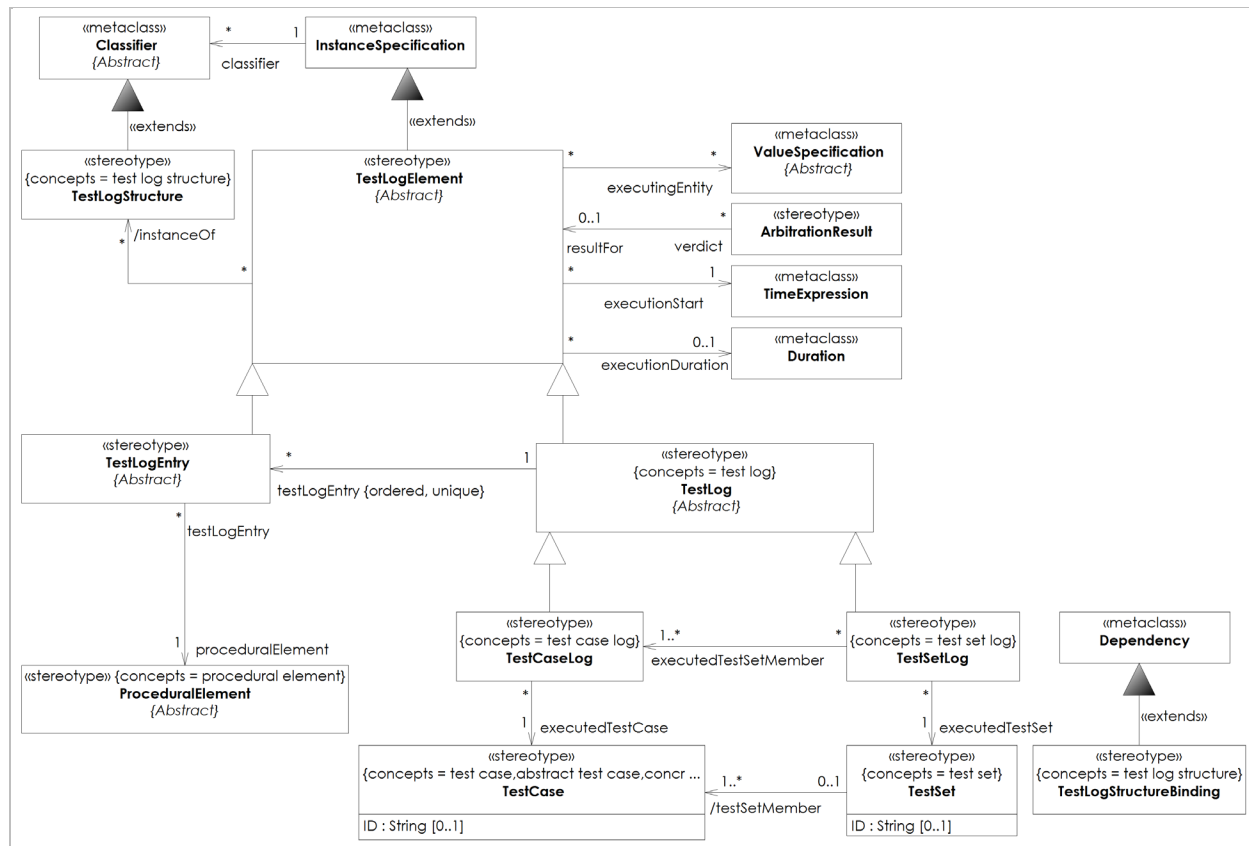 «metaclass»
Classifier
{Abstract}
*
1
classifier
«metaclass»
InstanceSpecification
«extends»
«extends»
«stereotype»
{concepts = test log structure}
TestLogStructure
/instanceOf
*
*
«stereotype»
TestLogElement
{Abstract}
*
*
executingEntity
«metaclass»
ValueSpecification
{Abstract}
0..1
*
resultFor
verdict
«stereotype»
ArbitrationResult
*
1
executionStart
«metaclass»
TimeExpression
*
0..1
executionDuration
«metaclass»
Duration
«stereotype»
TestLogEntry
{Abstract}
*
1
testLogEntry {ordered, unique}
«stereotype»
{concepts = test log}
TestLog
{Abstract}
*
testLogEntry
1
proceduralElement
«stereotype» {concepts = procedural element}
ProceduralElement
{Abstract}
«stereotype»
{concepts = test case log}
TestCaseLog
1..*
*
executedTestSetMember
«stereotype»
{concepts = test set log}
TestSetLog
«metaclass»
Dependency
*
1
executedTestCase
*
1
executedTestSet
«extends»
«stereotype»
{concepts = test case,abstract test case,concr ...
TestCase
ID : String [0..1]
1..*
0..1
/testSetMember
«stereotype»
{concepts = test set}
TestSet
ID : String [0..1]
«stereotype»
{concepts = test log structure}
TestLogStructureBinding